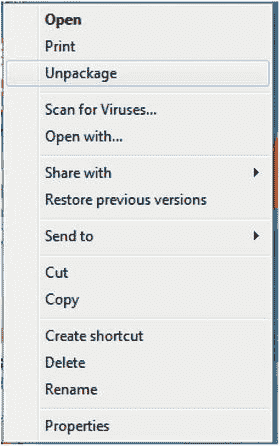 Open
Print
Unpackage
Scan for Viruses...
Open with...
Share with
Restore previous versions
Send to
Cut
Copy
Create shortcut
Delete
Rename
Properties